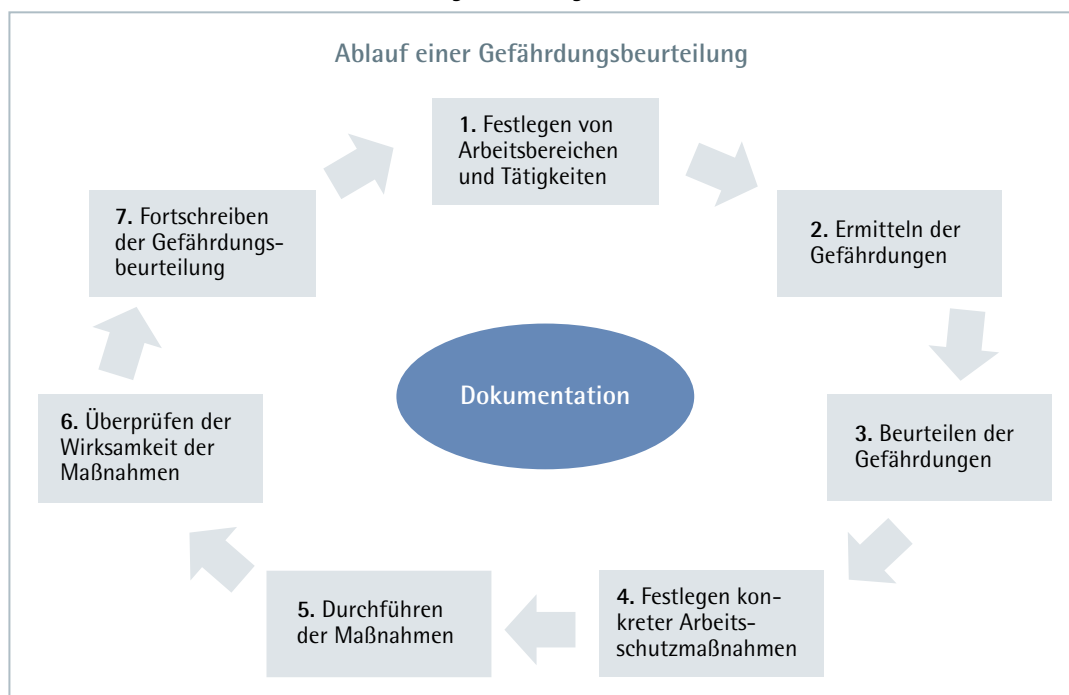 Ablauf einer Gefährdungsbeurteilung
1. Festlegen von
Arbeitsbereichen
und Tätigkeiten
2. Ermitteln der
Gefährdungen
3. Beurteilen der
Gefährdungen
4. Festlegen kon-
kreter Arbeits-
schutzmaßnahmen
5. Durchführen
der Maßnahmen
6. Überprüfen der
Wirksamkeit der
Maßnahmen
7. Fortschreiben
der Gefährdungs-
beurteilung
Dokumentation